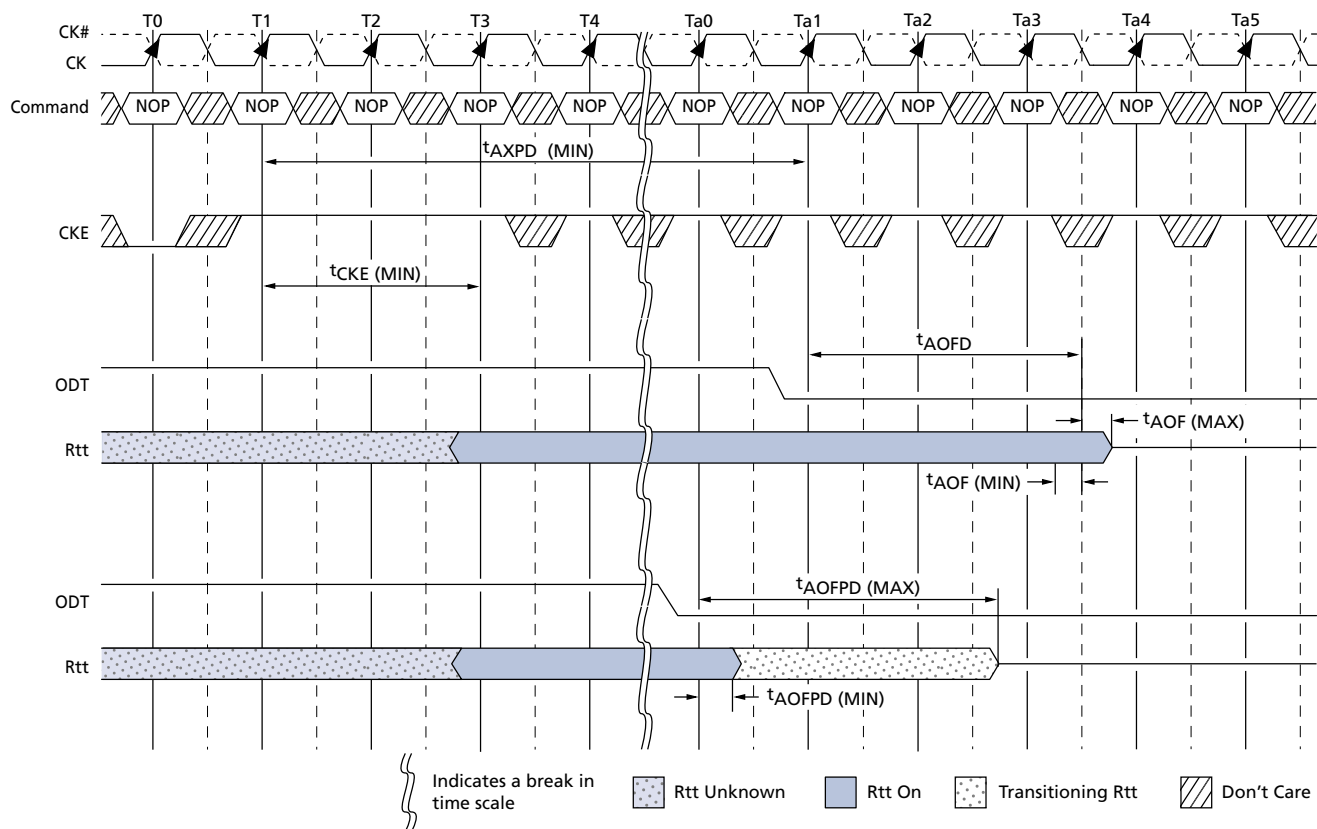 T0 T1 T2 T3 T4 Ta0 Ta1 Ta2 Ta3 Ta4 Ta5
CK#
CK
Command NOP NOP NOP NOP NOP NOP NOP NOP NOP NOP NOP
tAXPD (MIN)
CKE
tCKE (MIN)
tAOFD
ODT
tAOF (MAX)
Rtt
tAOF (MIN)
tAOFPD (MAX)
ODT
Rtt
tAOFPD (MIN)
Indicates a break in
time scale
Rtt Unknown
Rtt On
Transitioning Rtt
Don't Care